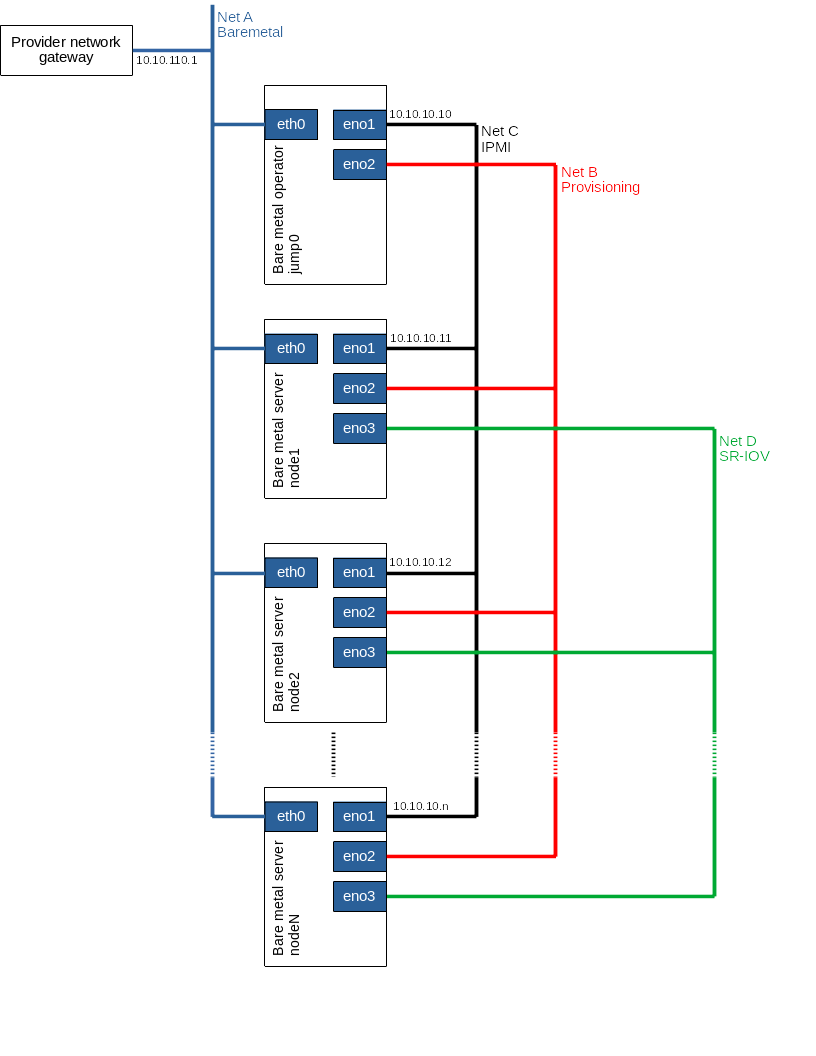 Net A
Baremetal
Provider network
gateway
10.10.110.1
eth0
eno1
10.10.10.10
eno2
Bare metal operator
jump0
Net C
IPMI
Net B
Provisioning
eth0
eno1
10.10.10.11
eno2
eno3
Bare metal server
node1
Net D
SR-IOV
eth0
eno1
10.10.10.12
eno2
eno3
Bare metal server
node2
eth0
eno1
10.10.10.n
eno2
eno3
Bare metal server
nodeN